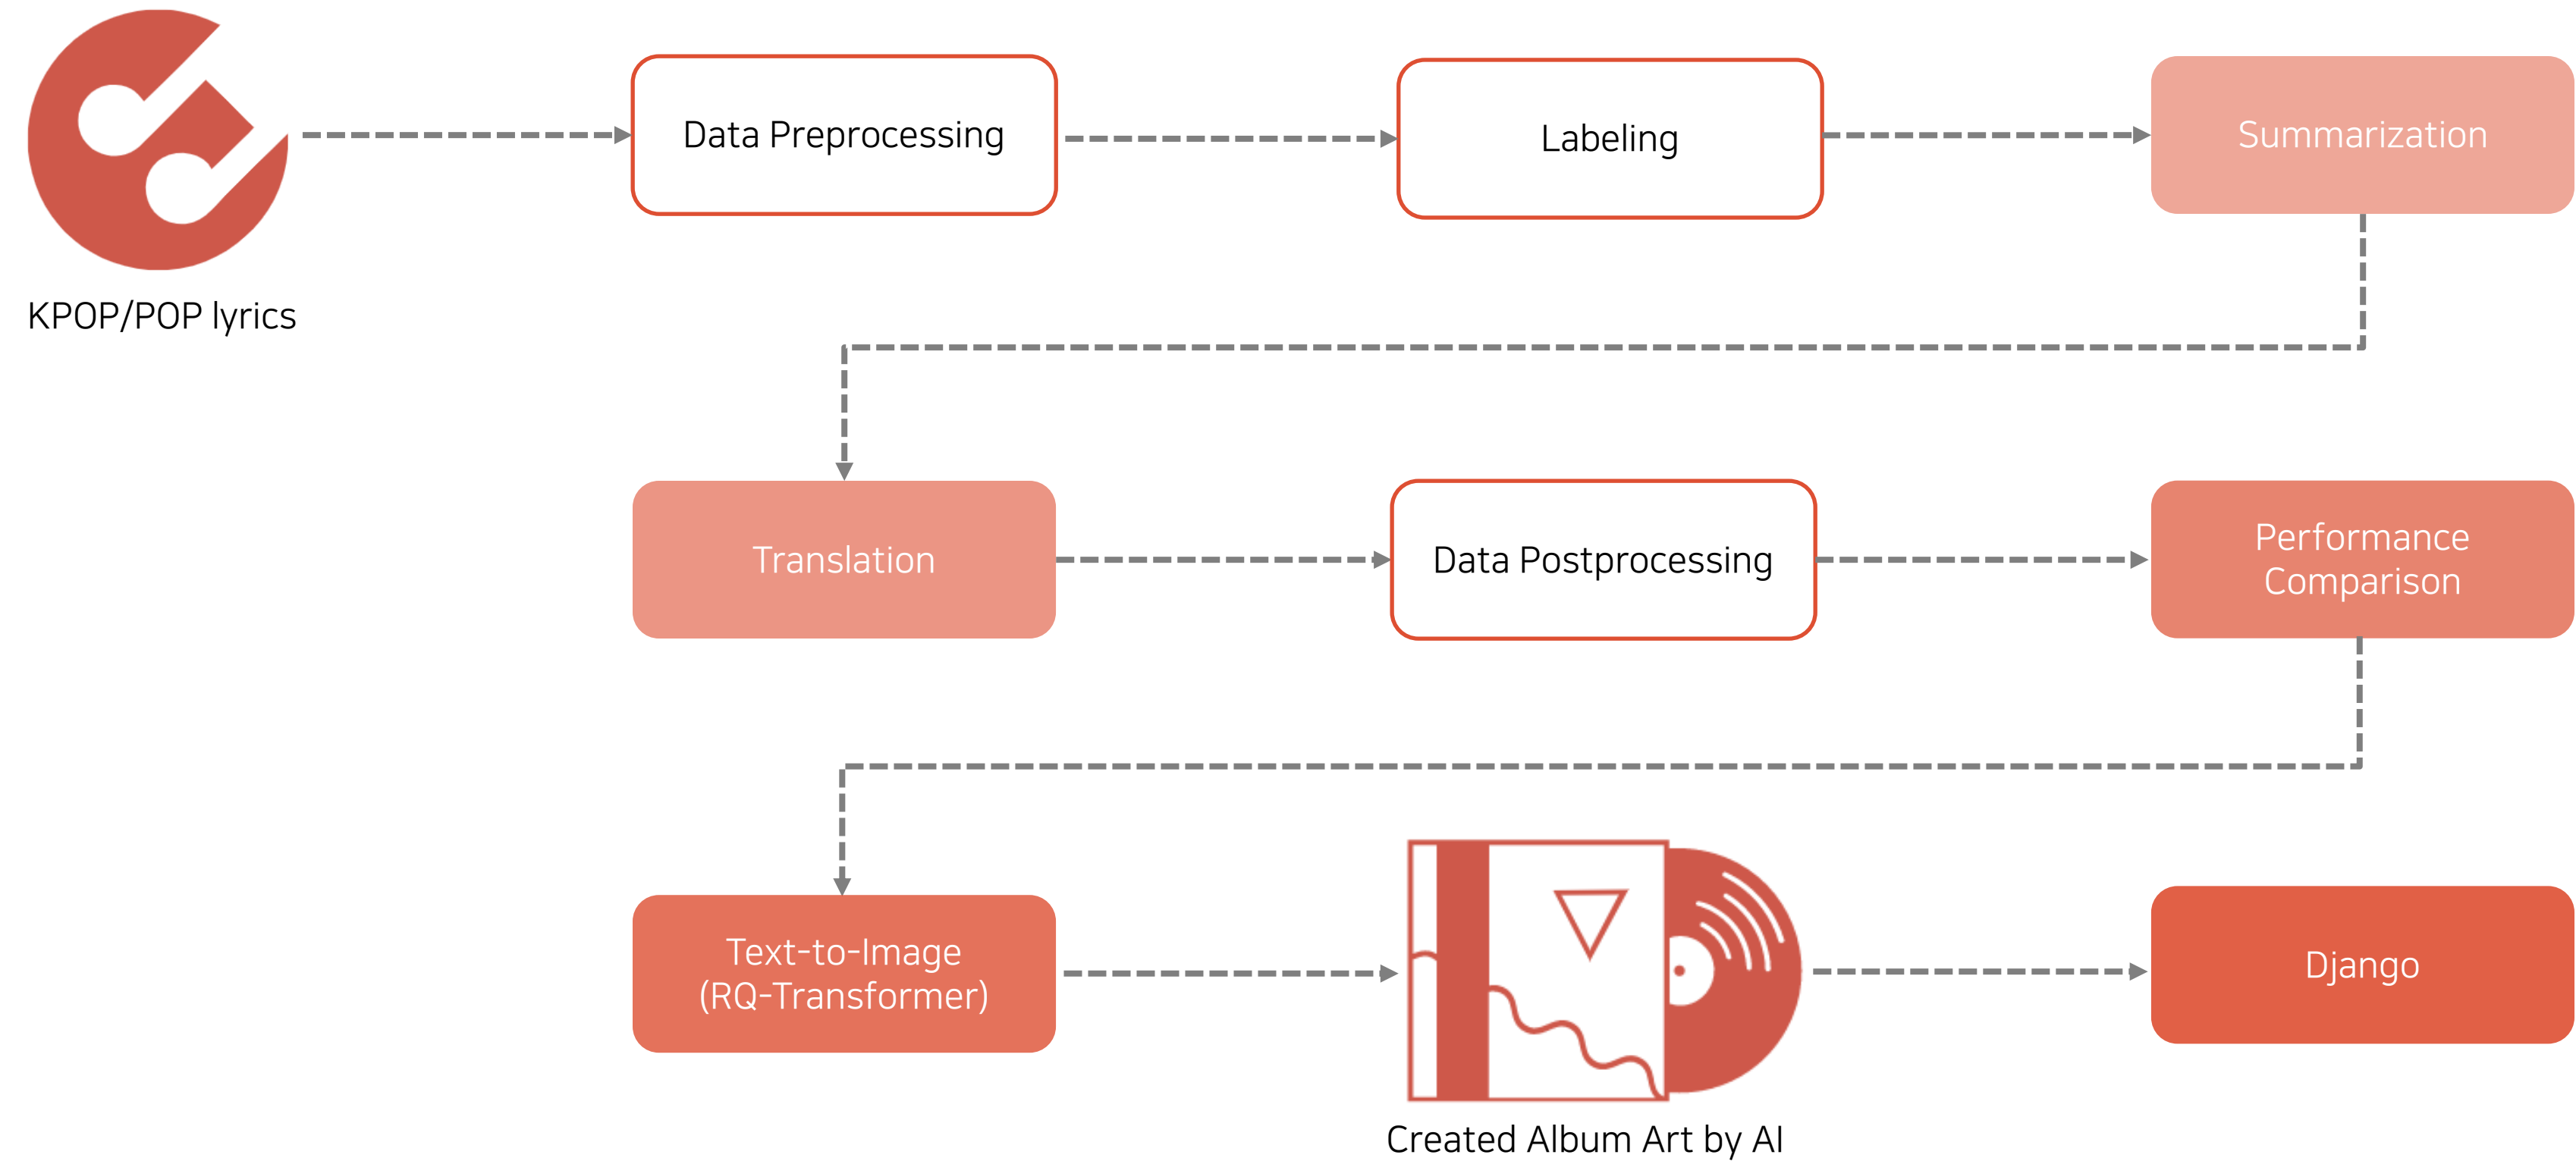 Data Preprocessing
Labeling
Summarization
KPOP/POP lyrics
Translation
Data Postprocessing
Performance
Comparison
Text-to-Image
(RQ-Transformer)
Django
Created Album Art by AI